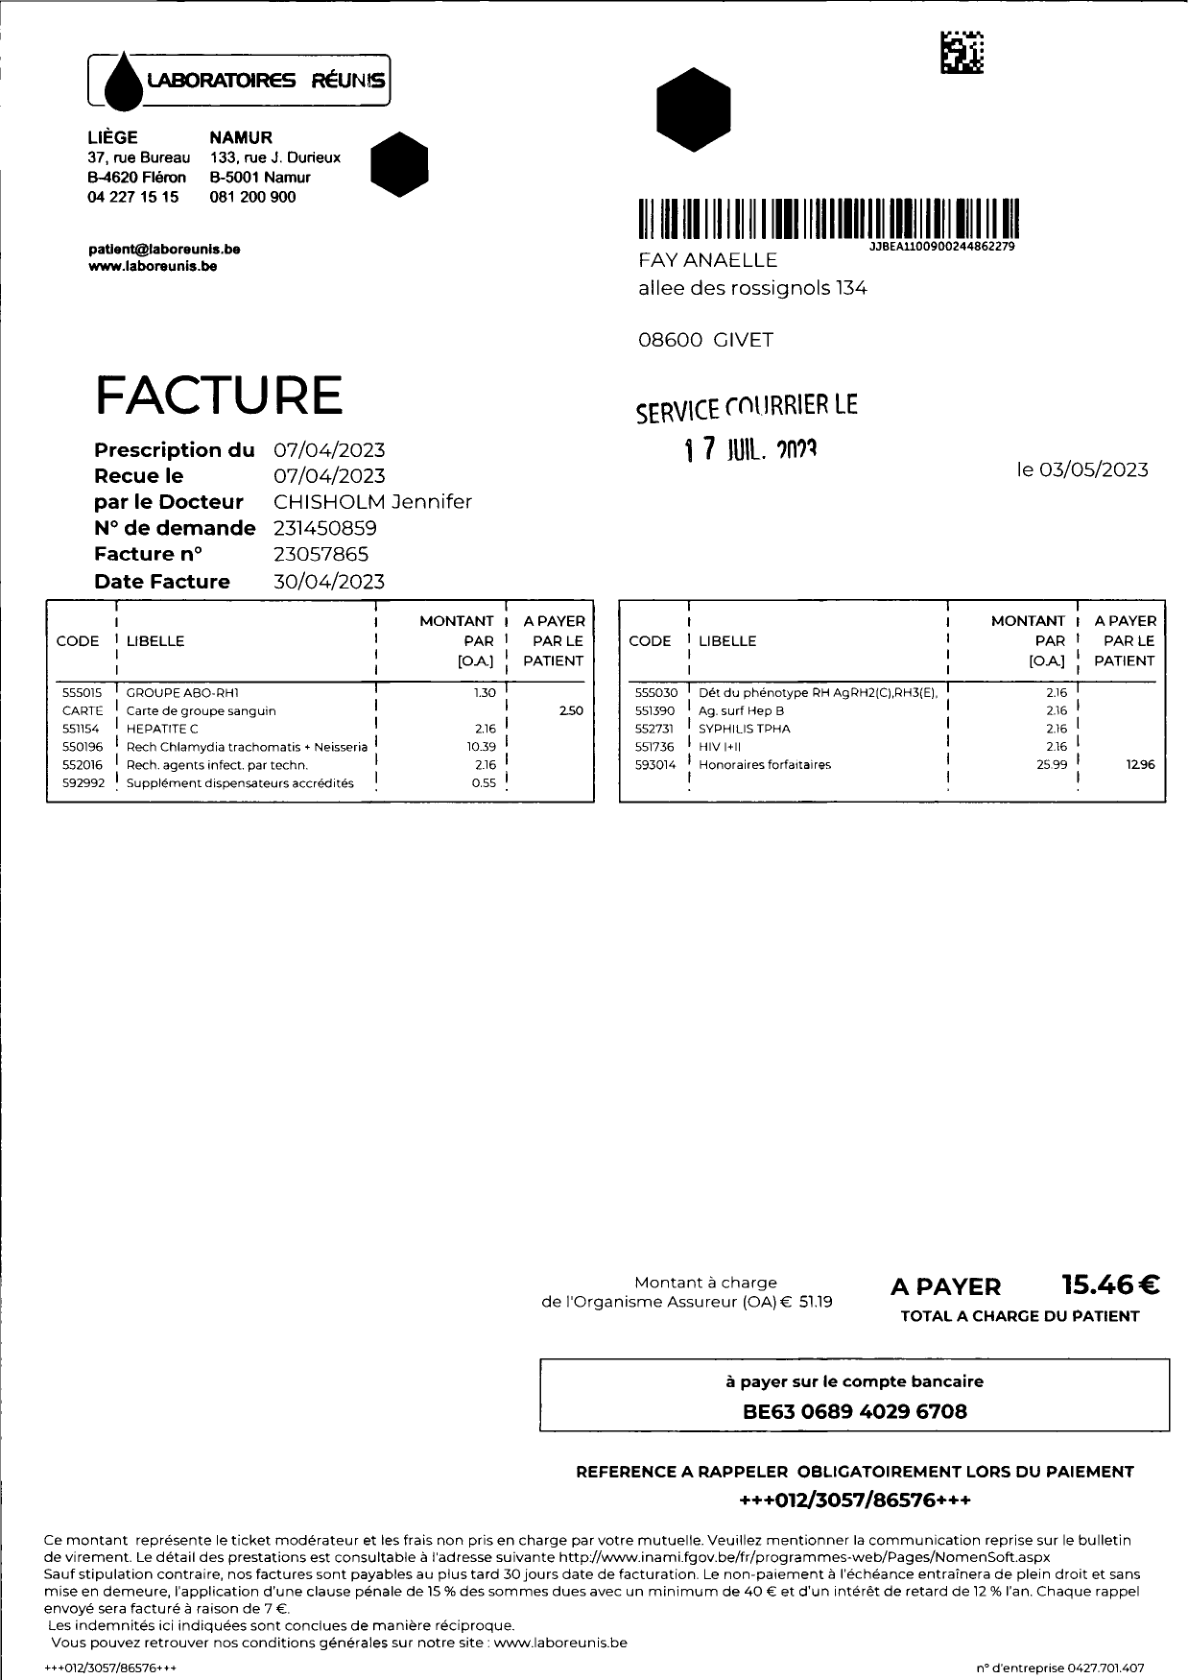 LABORATOIRES RÉUNIS
LIÈGE NAMUR
37, rue Bureau 133, rue J. Durieux
B-4620 Fléron B-5001 Namur
04 227 15 15 081 200 900
patient@laboreunis.be
www.laboreunis.be
JJBEA1100900244862279
FAY ANAELLE
allee des rossignols 134
08600 GIVET
FACTURE
SERVICE COURRIER LE
17 JUIL. 2023
le 03/05/2023
Prescription du 07/04/2023
Recue le 07/04/2023
par le Docteur CHISHOLM Jennifer
N° de demande 231450859
Facture n° 23057865
Date Facture 30/04/2023
CODE LIBELLE MONTANT PAR [O.A.] A PAYER PAR LE PATIENT
555015 GROUPE ABO-RH1 1.30
CARTE Carte de groupe sanguin 2.50
551154 HEPATITE C 2.16
550196 Rech Chlamydia trachomatis + Neisseria 10.39
552016 Rech. agents infect. par techn. 2.16
592992 Supplément dispensateurs accrédités 0.55
CODE LIBELLE MONTANT PAR [O.A.] A PAYER PAR LE PATIENT
555030 Dét du phénotype RH AgRH2(C),RH3(E), 2.16
551390 Ag. surf Hep B 2.16
552731 SYPHILIS TPHA 2.16
551736 HIV I+II 2.16
593014 Honoraires forfaitaires 25.99 12.96
Montant à charge
de l'Organisme Assureur (OA) € 51.19
A PAYER 15.46 €
TOTAL A CHARGE DU PATIENT
à payer sur le compte bancaire
BE63 0689 4029 6708
REFERENCE A RAPPELER OBLIGATOIREMENT LORS DU PAIEMENT
+++012/3057/86576+++
Ce montant représente le ticket modérateur et les frais non pris en charge par votre mutuelle. Veuillez mentionner la communication reprise sur le bulletin
de virement. Le détail des prestations est consultable à l'adresse suivante http://www.inami.fgov.be/fr/programmes-web/Pages/NomenSoft.aspx
Sauf stipulation contraire, nos factures sont payables au plus tard 30 jours date de facturation. Le non-paiement à l'échéance entraînera de plein droit et sans
mise en demeure, l'application d'une clause pénale de 15 % des sommes dues avec un minimum de 40 € et d'un intérêt de retard de 12 % l'an. Chaque rappel
envoyé sera facturé à raison de 7 €.
Les indemnités ici indiquées sont conclues de manière réciproque.
Vous pouvez retrouver nos conditions générales sur notre site : www.laboreunis.be
+++012/3057/86576+++
n° d'entreprise 0427.701.407